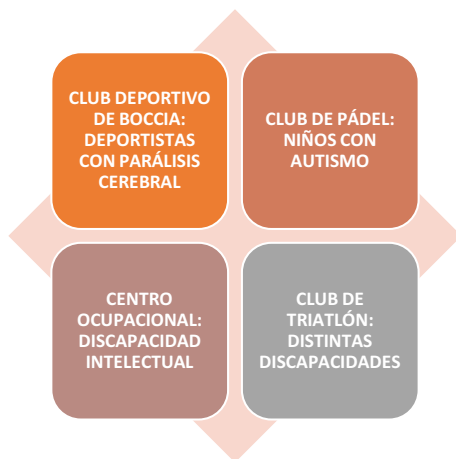 CLUB DEPORTIVO
DE BOCCIA:
DEPORTISTAS
CON PARÁLISIS
CEREBRAL
CLUB DE PÁDEL:
NIÑOS CON
AUTISMO
CENTRO
OCUPACIONAL:
DISCAPACIDAD
INTELECTUAL
CLUB DE
TRIATLÓN:
DISTINTAS
DISCAPACIDADES